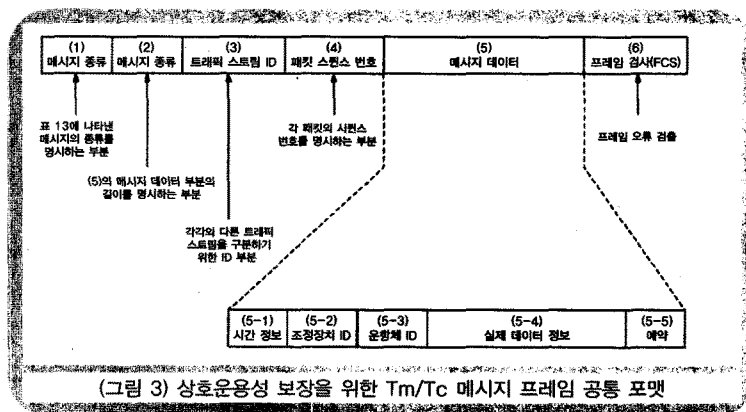 (1) (2) (3) (4) (5) (6)
메시지 종류 메시지 종류 트래픽 스트림 ID 패킷 스퀀스 번호 메시지 데이터 프레임 검사(FCS)
표 13에 나타낸
메시지의 종류를
명시하는 부분
각 패킷의 시퀀스
번호를 명시하는 부분
프레임 오류 검출
(5)의 메시지 데이터 부분의
길이를 명시하는 부분
각각의 다른 트래픽
스트림을 구분하기
위한 ID 부분
(5-1) (5-2) (5-3) (5-4) (5-5)
시간 정보 조정장치 ID 운항체 ID 실제 데이터 정보 예약
(그림 3) 상호운용성 보장을 위한 Tm/Tc 메시지 프레임 공통 포맷